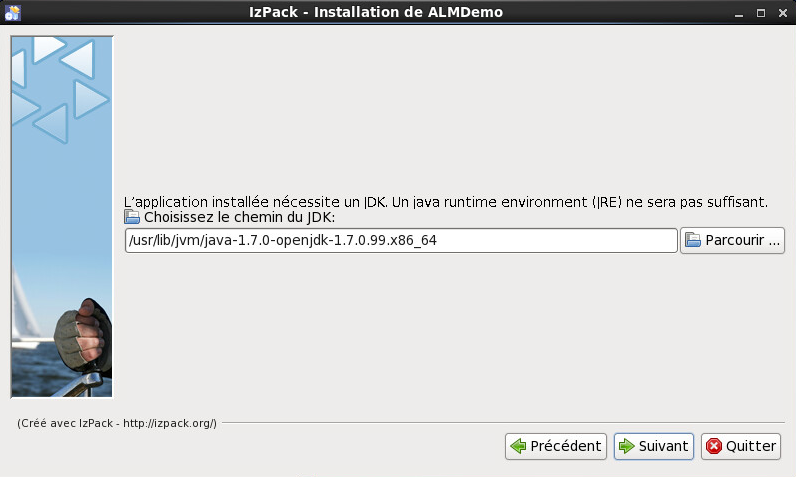 IzPack - Installation de ALMDemo
L'application installée nécessite un JDK. Un java runtime environment (JRE) ne sera pas suffisant.
Choisissez le chemin du JDK:
/usr/lib/jvm/java-1.7.0-openjdk-1.7.0.99.x86_64
Parcourir ...
(Créé avec IzPack - http://izpack.org/)
Précédent
Suivant
Quitter